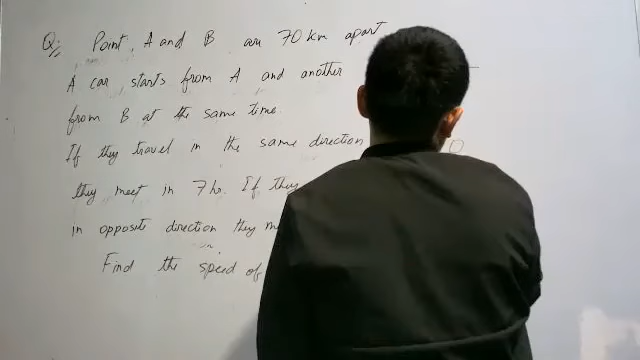 Q: Point A and B are 70 km apart
A car starts from A and another
from B at the same time.
If they travel in the same direction
they meet in 7 hr. If they
in opposite direction they
Find the speed of